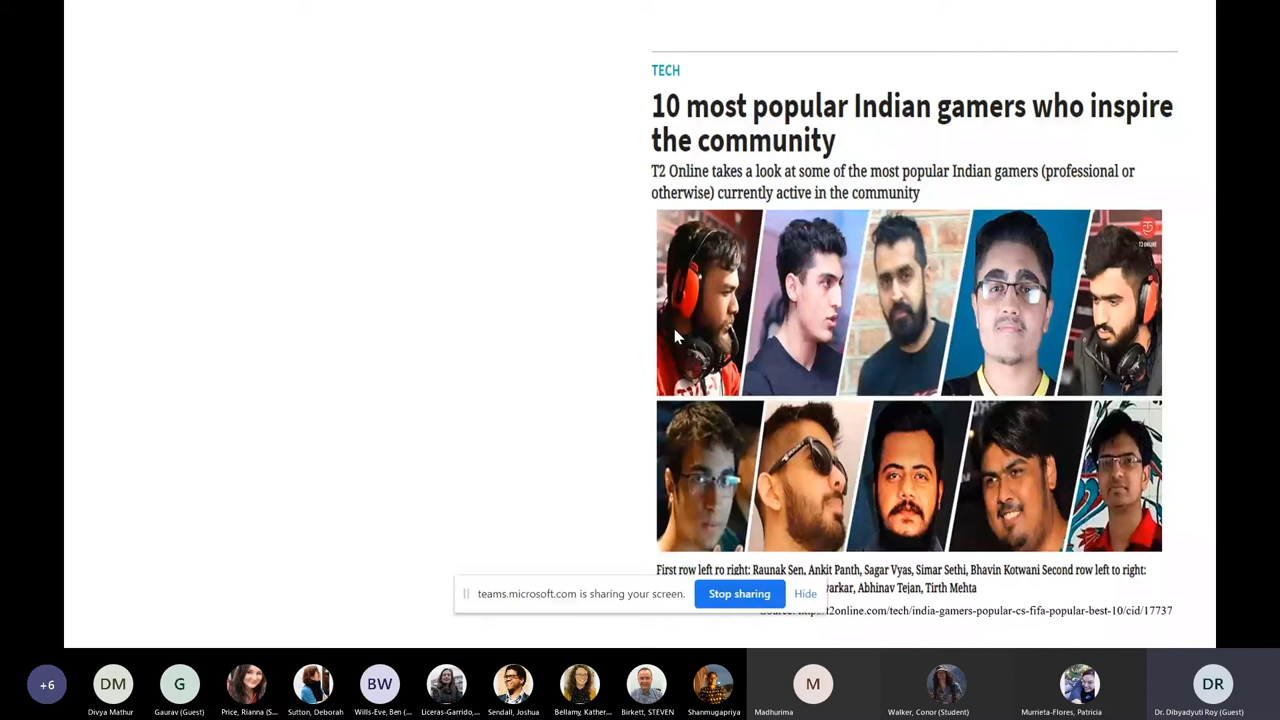 TECH
10 most popular Indian gamers who inspire
the community
T2 Online takes a look at some of the most popular Indian gamers (professional or
otherwise) currently active in the community
T2 ONLINE
First row left ro right: Raunak Sen, Ankit Panth, Sagar Vyas, Simar Sethi, Bhavin Kotwani Second row left to right:
varkar, Abhinav Tejan, Tirth Mehta
teams.microsoft.com is sharing your screen.
Stop sharing
Hide
t2online.com/tech/india-gamers-popular-cs-fifa-popular-best-10/cid/17737
+6
DM
G
BW
M
DR
Divya Mathur
Gaurav (Guest)
Price, Rianna (S...
Sutton, Deborah
Wills-Eve, Ben (...
Liceras-Garrido,...
Sendall, Joshua
Bellamy, Kather...
Birkett, STEVEN
Shanmugapriya
Madhurima
Walker, Conor (Student)
Murrieta-Flores, Patricia
Dr. Dibyadyuti Roy (Guest)